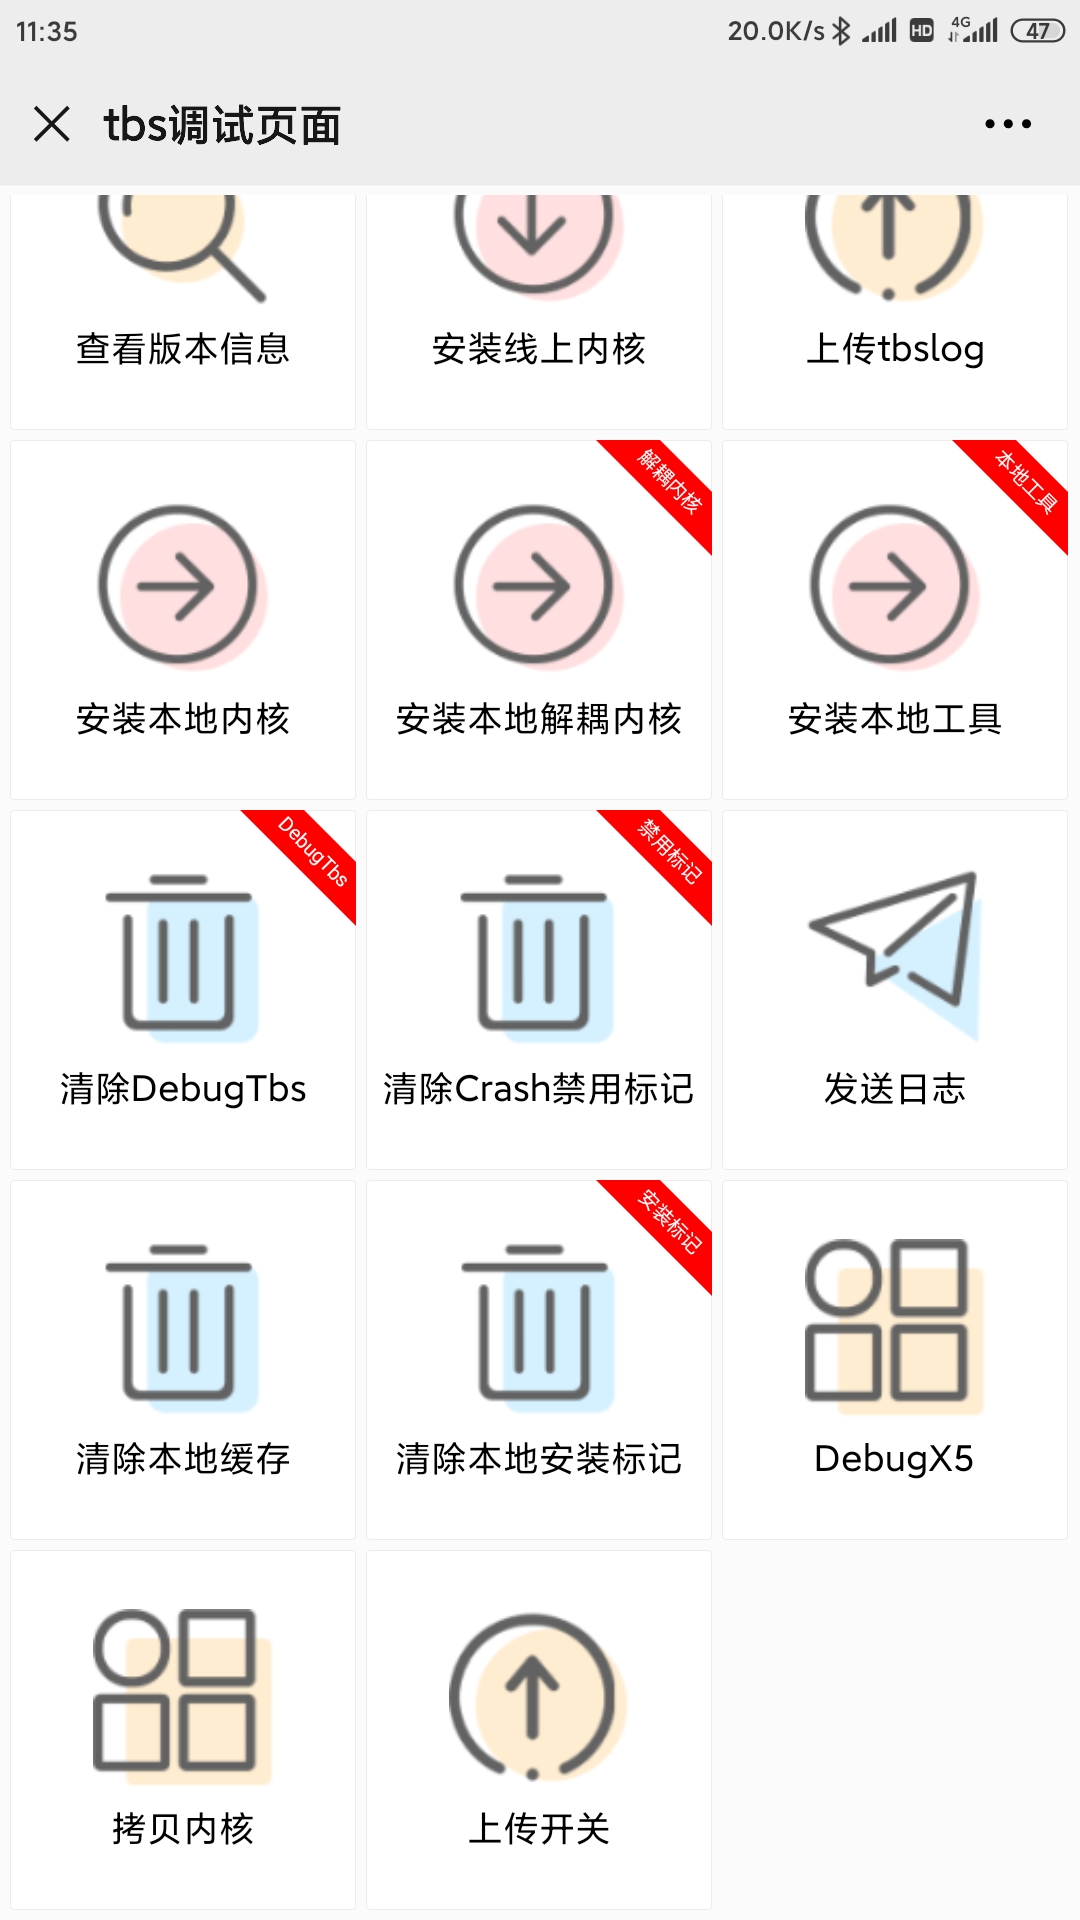 11:35
20.0K/s HD 4G 47
tbs调试页面
查看版本信息
安装线上内核
上传tbslog
解耦内核
本地工具
安装本地内核
安装本地解耦内核
安装本地工具
DebugTbs
禁用标记
清除DebugTbs
清除Crash禁用标记
发送日志
安装标记
清除本地缓存
清除本地安装标记
DebugX5
拷贝内核
上传开关